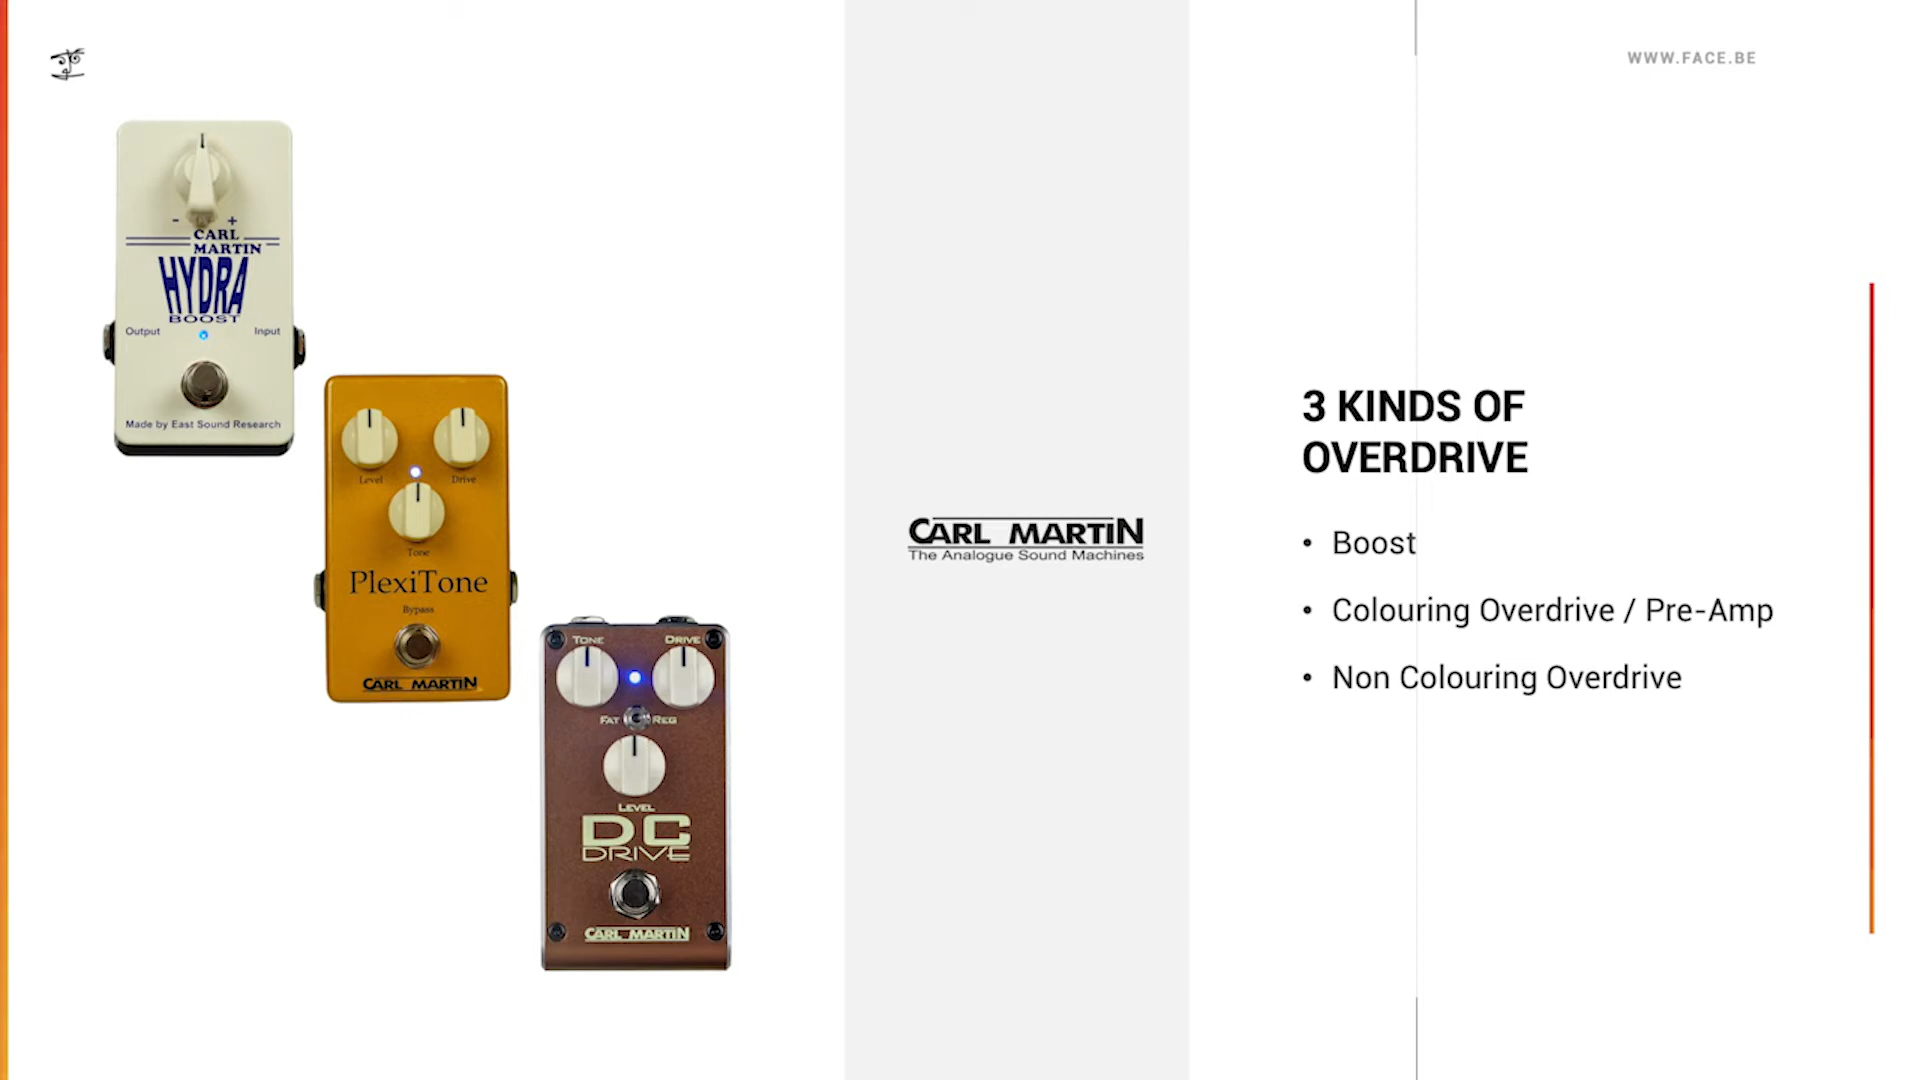 WWW.FACE.BE
- +
CARL
MARTIN
HYDRA
BOOST
Output Input
Made by East Sound Research
Level Drive
Tone
PlexiTone
Bypass
CARL MARTIN
TONE DRIVE
FAT REG
LEVEL
DC
DRIVE
CARL MARTIN
CARL MARTIN
The Analogue Sound Machines
3 KINDS OF
OVERDRIVE
• Boost
• Colouring Overdrive / Pre-Amp
• Non Colouring Overdrive